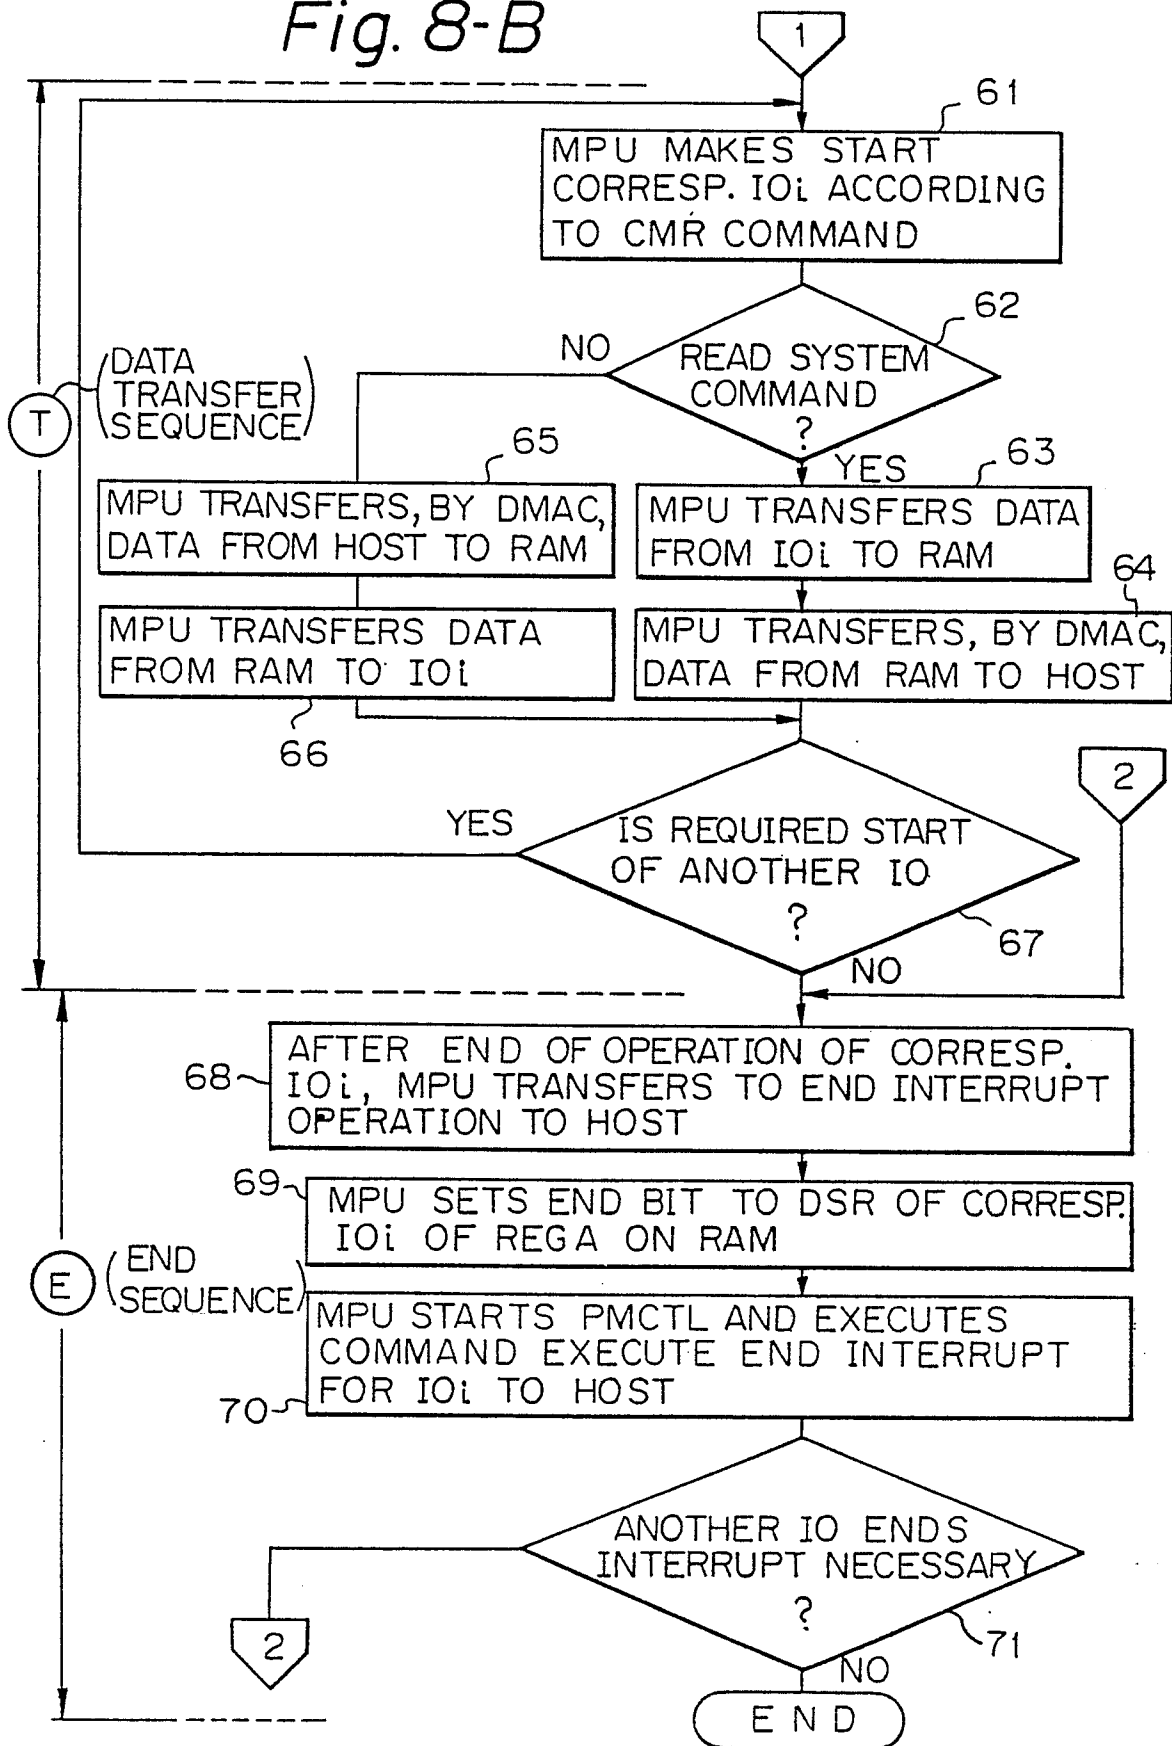 Fig. 8-B
1
61
MPU MAKES START
CORRESP. IOi ACCORDING
TO CMR COMMAND
62
NO
READ SYSTEM
COMMAND
?
YES
(DATA
TRANSFER
SEQUENCE)
T
65
MPU TRANSFERS, BY DMAC,
DATA FROM HOST TO RAM
63
MPU TRANSFERS DATA
FROM IOi TO RAM
64
MPU TRANSFERS DATA
FROM RAM TO IOi
66
MPU TRANSFERS, BY DMAC,
DATA FROM RAM TO HOST
2
YES
IS REQUIRED START
OF ANOTHER IO
?
67
NO
68
AFTER END OF OPERATION OF CORRESP.
IOi, MPU TRANSFERS TO END INTERRUPT
OPERATION TO HOST
69
MPU SETS END BIT TO DSR OF CORRESP.
IOi OF REGA ON RAM
E
(END
SEQUENCE)
MPU STARTS PMCTL AND EXECUTES
COMMAND EXECUTE END INTERRUPT
FOR IOi TO HOST
70
ANOTHER IO ENDS
INTERRUPT NECESSARY
?
71
2
NO
END